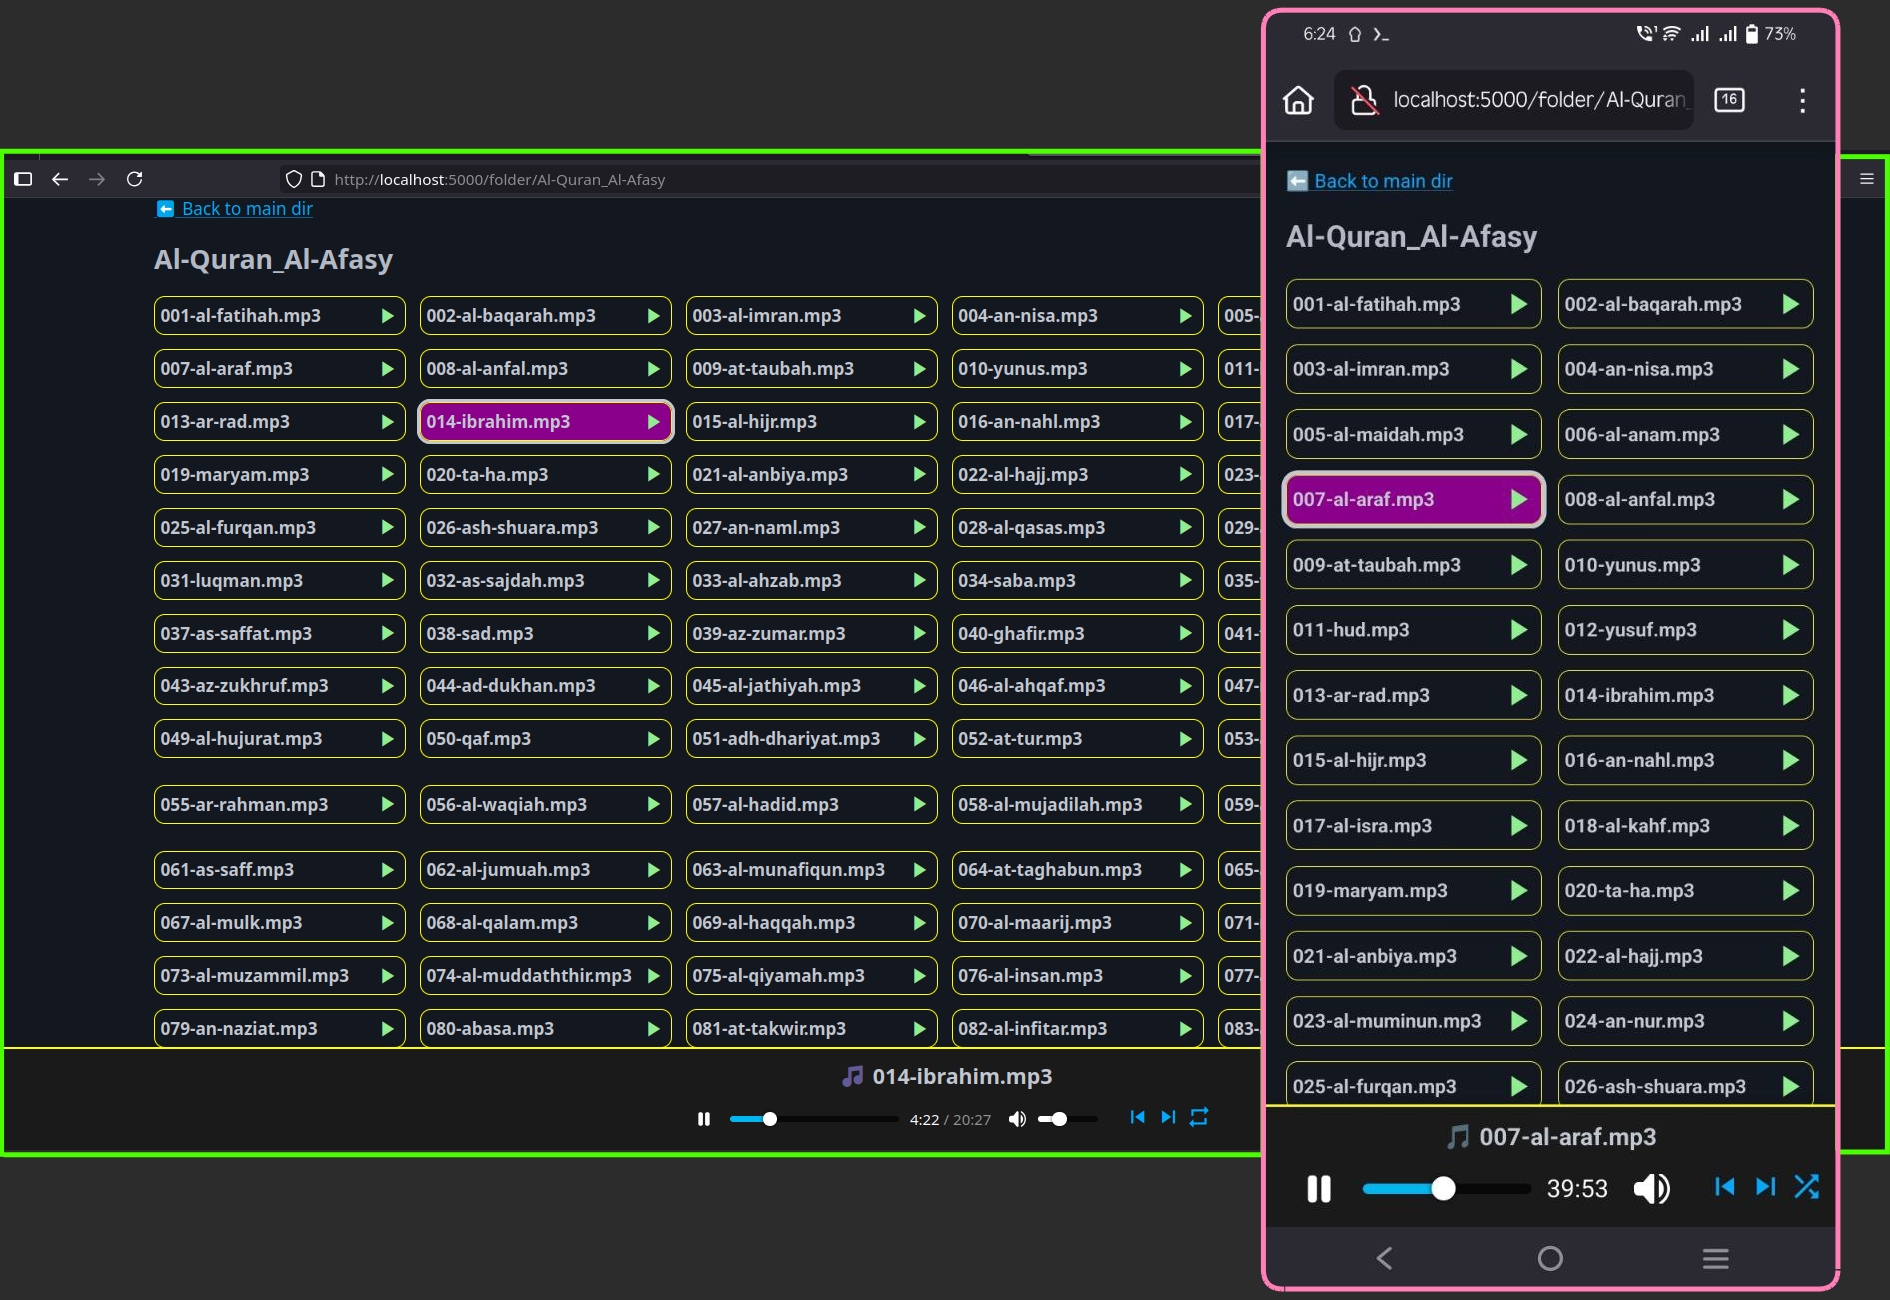 http://localhost:5000/folder/Al-Quran_Al-Afasy
Back to main dir
Al-Quran_Al-Afasy
001-al-fatihah.mp3 002-al-baqarah.mp3 003-al-imran.mp3 004-an-nisa.mp3 005-
007-al-araf.mp3 008-al-anfal.mp3 009-at-taubah.mp3 010-yunus.mp3 011-
013-ar-rad.mp3 014-ibrahim.mp3 015-al-hijr.mp3 016-an-nahl.mp3 017-
019-maryam.mp3 020-ta-ha.mp3 021-al-anbiya.mp3 022-al-hajj.mp3 023-
025-al-furqan.mp3 026-ash-shuara.mp3 027-an-naml.mp3 028-al-qasas.mp3 029-
031-luqman.mp3 032-as-sajdah.mp3 033-al-ahzab.mp3 034-saba.mp3 035-
037-as-saffat.mp3 038-sad.mp3 039-az-zumar.mp3 040-ghafir.mp3 041-
043-az-zukhruf.mp3 044-ad-dukhan.mp3 045-al-jathiyah.mp3 046-al-ahqaf.mp3 047-
049-al-hujurat.mp3 050-qaf.mp3 051-adh-dhariyat.mp3 052-at-tur.mp3 053-
055-ar-rahman.mp3 056-al-waqiah.mp3 057-al-hadid.mp3 058-al-mujadilah.mp3 059-
061-as-saff.mp3 062-al-jumuah.mp3 063-al-munafiqun.mp3 064-at-taghabun.mp3 065-
067-al-mulk.mp3 068-al-qalam.mp3 069-al-haqqah.mp3 070-al-maarij.mp3 071-
073-al-muzammil.mp3 074-al-muddaththir.mp3 075-al-qiyamah.mp3 076-al-insan.mp3 077-
079-an-naziat.mp3 080-abasa.mp3 081-at-takwir.mp3 082-al-infitar.mp3 083-
014-ibrahim.mp3
4:22 / 20:27
6:24 73%
localhost:5000/folder/Al-Quran_ 16
Back to main dir
Al-Quran_Al-Afasy
001-al-fatihah.mp3 002-al-baqarah.mp3
003-al-imran.mp3 004-an-nisa.mp3
005-al-maidah.mp3 006-al-anam.mp3
007-al-araf.mp3 008-al-anfal.mp3
009-at-taubah.mp3 010-yunus.mp3
011-hud.mp3 012-yusuf.mp3
013-ar-rad.mp3 014-ibrahim.mp3
015-al-hijr.mp3 016-an-nahl.mp3
017-al-isra.mp3 018-al-kahf.mp3
019-maryam.mp3 020-ta-ha.mp3
021-al-anbiya.mp3 022-al-hajj.mp3
023-al-muminun.mp3 024-an-nur.mp3
025-al-furqan.mp3 026-ash-shuara.mp3
007-al-araf.mp3
39:53